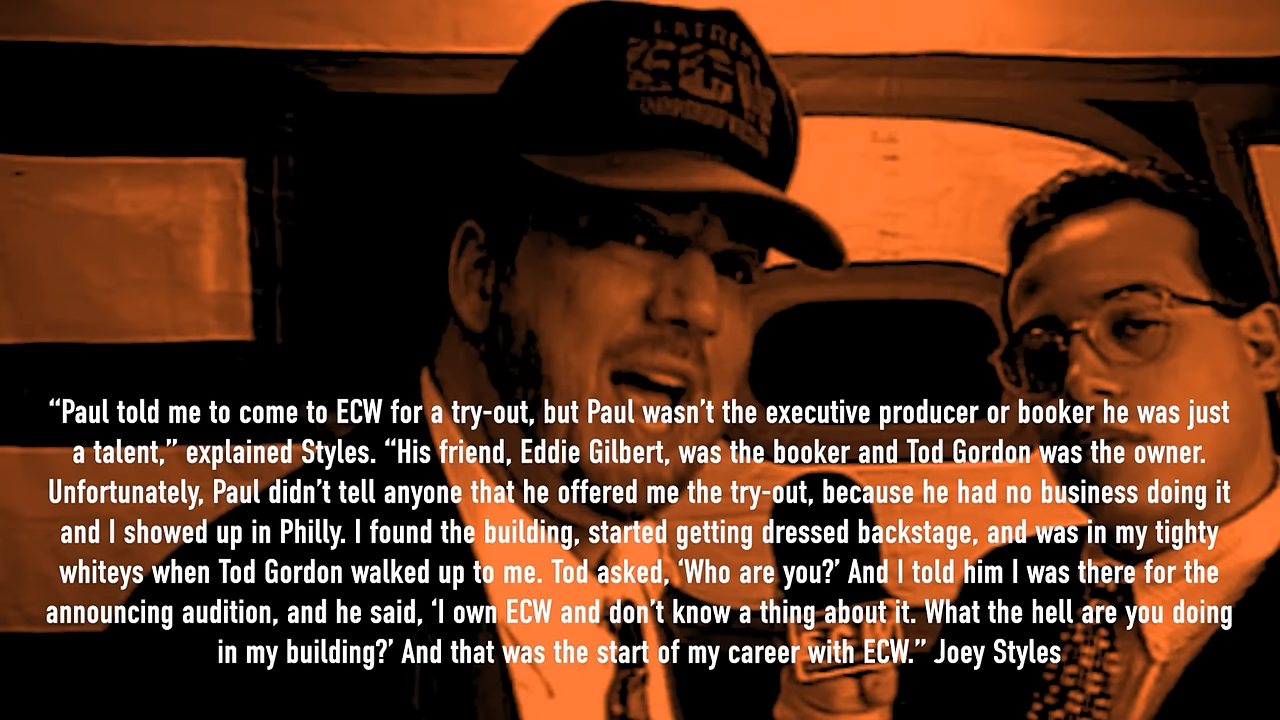 ECW
“Paul told me to come to ECW for a try-out, but Paul wasn’t the executive producer or booker he was just
a talent,” explained Styles. “His friend, Eddie Gilbert, was the booker and Tod Gordon was the owner.
Unfortunately, Paul didn’t tell anyone that he offered me the try-out, because he had no business doing it
and I showed up in Philly. I found the building, started getting dressed backstage, and was in my tighty
whiteys when Tod Gordon walked up to me. Tod asked, ‘Who are you?’ And I told him I was there for the
announcing audition, and he said, ‘I own ECW and don’t know a thing about it. What the hell are you doing
in my building?’ And that was the start of my career with ECW.” Joey Styles